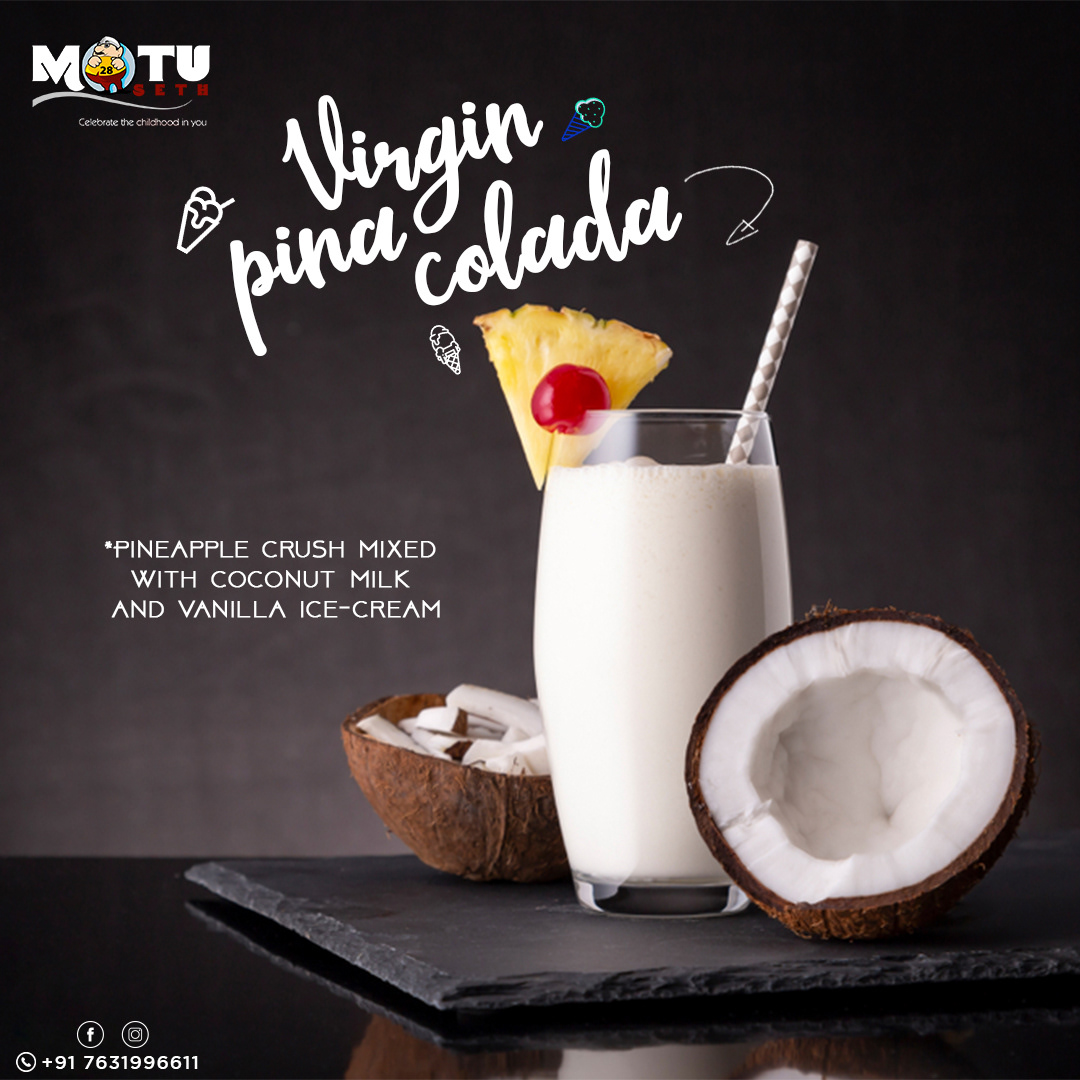 MOTU
28
SETH
Celebrate the childhood in you
Virgin
pina colada
*PINEAPPLE CRUSH MIXED
WITH COCONUT MILK
AND VANILLA ICE-CREAM
+91 7631996611